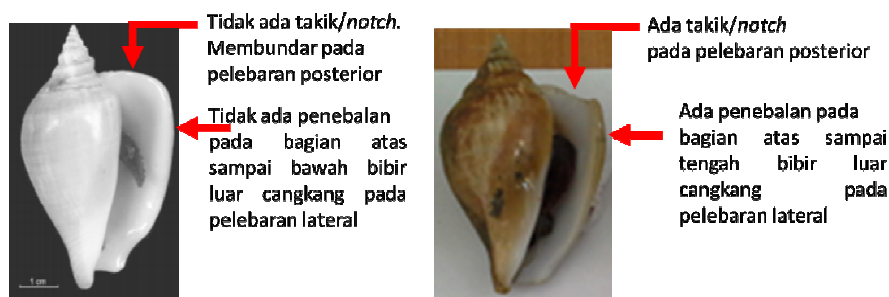 Tidak ada takik/notch.
Membundar pada
pelebaran posterior
Tidak ada penebalan
pada bagian atas
sampai bawah bibir
luar cangkang pada
pelebaran lateral
1 cm
Ada takik/notch
pada pelebaran posterior
Ada penebalan pada
bagian atas sampai
tengah bibir luar
cangkang pada
pelebaran lateral